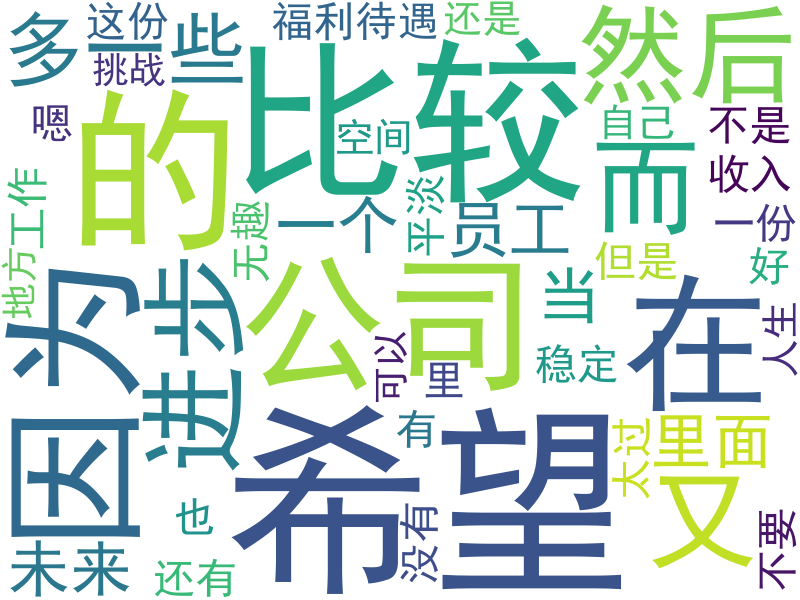 多一些
这份
挑战
福利待遇
还是
然后
嗯
的
比较
空间
自己
不是
收入
而
地方
工作
无趣
一个
平淡
员工
一份
但是
好
因为
进步
公司
当
在
人生
可以
里
稳定
希望
有
没有
太过
里面
又
也
未来
还有
不要